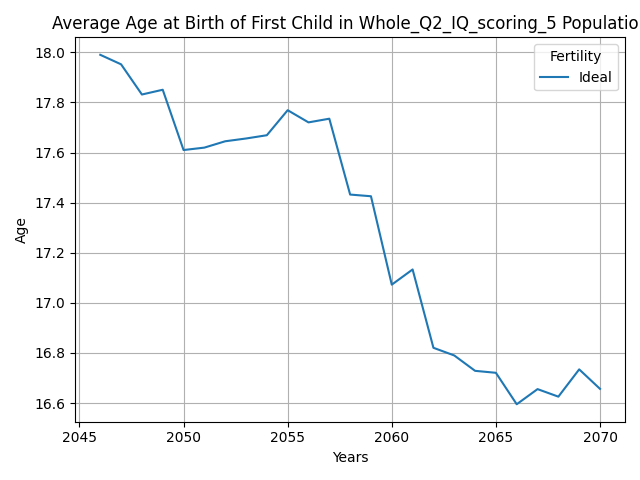 Average Age at Birth of First Child in Whole_Q2_IQ_scoring_5 Populatio
Fertility
Ideal
18.0
17.8
17.6
17.4
17.2
17.0
16.8
16.6
Age
2045 2050 2055 2060 2065 2070
Years